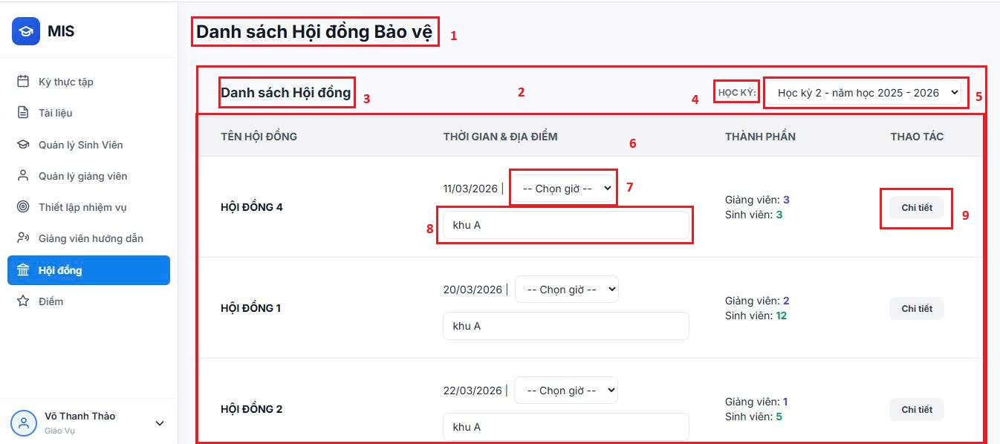 MIS
Kỳ thực tập
Tài liệu
Quản lý Sinh Viên
Quản lý giảng viên
Thiết lập nhiệm vụ
Giảng viên hướng dẫn
Hội đồng
Điểm
Võ Thanh Thảo
Giáo Vụ
Danh sách Hội đồng Bảo vệ 1
Danh sách Hội đồng 3 2 4 HỌC KỲ: Học kỳ 2 - năm học 2025 - 2026 5
TÊN HỘI ĐỒNG THỜI GIAN & ĐỊA ĐIỂM 6 THÀNH PHẦN THAO TÁC
HỘI ĐỒNG 4
11/03/2026 | -- Chọn giờ -- 7
8 khu A
Giảng viên: 3
Sinh viên: 3
Chi tiết 9
HỘI ĐỒNG 1
20/03/2026 | -- Chọn giờ --
khu A
Giảng viên: 2
Sinh viên: 12
Chi tiết
HỘI ĐỒNG 2
22/03/2026 | -- Chọn giờ --
khu A
Giảng viên: 1
Sinh viên: 5
Chi tiết